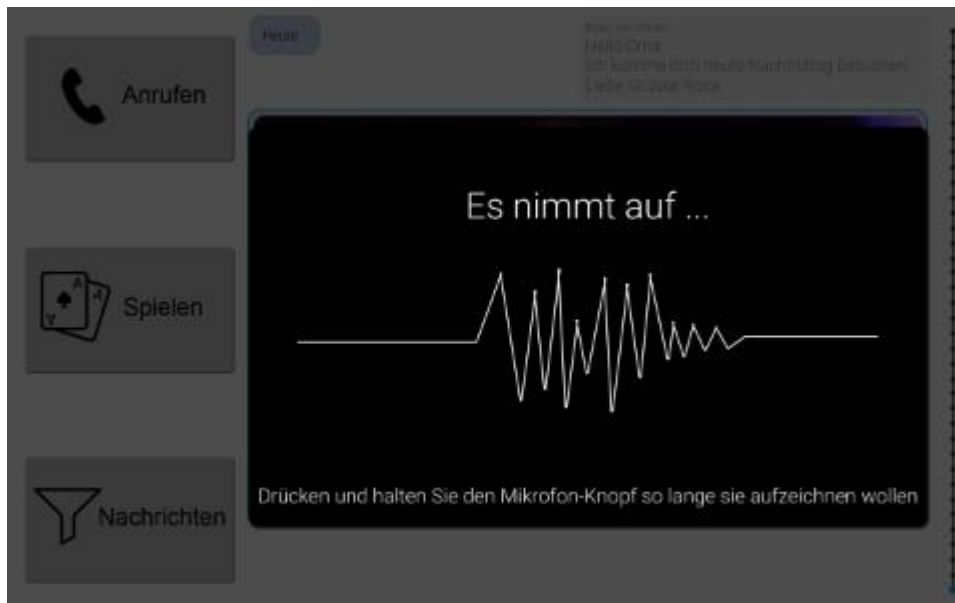 Heute
Hallo Oma
Ich komme dich heute Nachmittag besuchen
Liebe Grüsse Rosa
Anrufen
Es nimmt auf ...
Spielen
Drücken und halten Sie den Mikrofon-Knopf so lange sie aufzeichnen wollen
Nachrichten